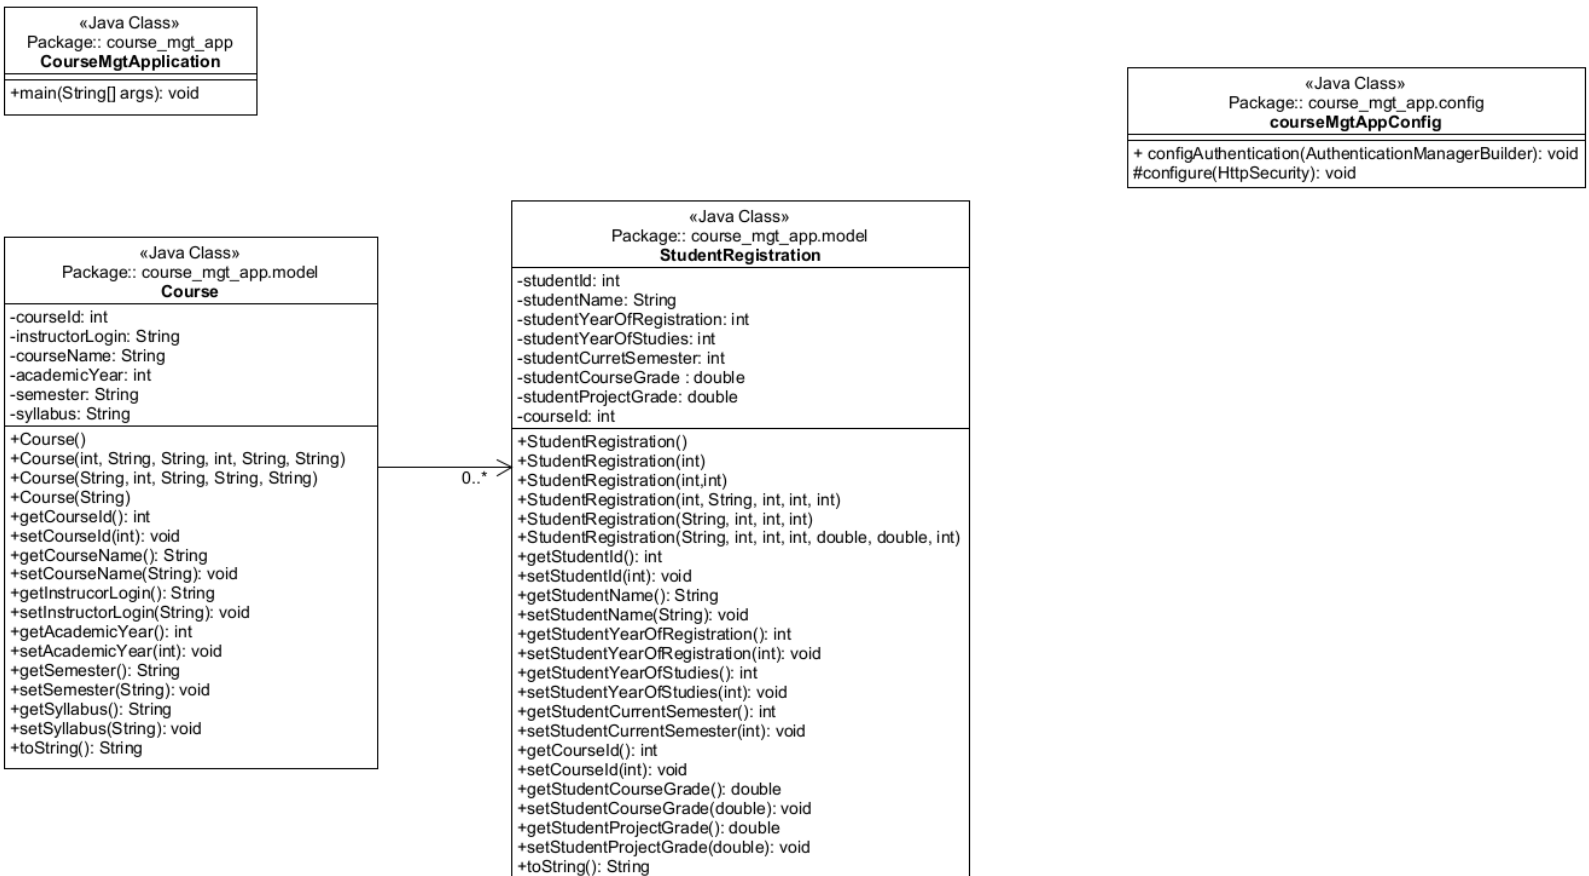 «Java Class»
Package:: course_mgt_app
CourseMgtApplication
+main(String[] args): void
«Java Class»
Package:: course_mgt_app.config
courseMgtAppConfig
+ configAuthentication(AuthenticationManagerBuilder): void
#configure(HttpSecurity): void
«Java Class»
Package:: course_mgt_app.model
Course
-courseId: int
-instructorLogin: String
-courseName: String
-academicYear: int
-semester: String
-syllabus: String
+Course()
+Course(int, String, String, int, String, String)
+Course(String, int, String, String, String)
+Course(String)
+getCourseId(): int
+setCourseId(int): void
+getCourseName(): String
+setCourseName(String): void
+getInstrucorLogin(): String
+setInstructorLogin(String): void
+getAcademicYear(): int
+setAcademicYear(int): void
+getSemester(): String
+setSemester(String): void
+getSyllabus(): String
+setSyllabus(String): void
+toString(): String
0..*
«Java Class»
Package:: course_mgt_app.model
StudentRegistration
-studentId: int
-studentName: String
-studentYearOfRegistration: int
-studentYearOfStudies: int
-studentCurretSemester: int
-studentCourseGrade : double
-studentProjectGrade: double
-courseId: int
+StudentRegistration()
+StudentRegistration(int)
+StudentRegistration(int,int)
+StudentRegistration(int, String, int, int, int)
+StudentRegistration(String, int, int, int)
+StudentRegistration(String, int, int, int, double, double, int)
+getStudentId(): int
+setStudentId(int): void
+getStudentName(): String
+setStudentName(String): void
+getStudentYearOfRegistration(): int
+setStudentYearOfRegistration(int): void
+getStudentYearOfStudies(): int
+setStudentYearOfStudies(int): void
+getStudentCurrentSemester(): int
+setStudentCurrentSemester(int): void
+getCourseId(): int
+setCourseId(int): void
+getStudentCourseGrade(): double
+setStudentCourseGrade(double): void
+getStudentProjectGrade(): double
+setStudentProjectGrade(double): void
+toString(): String